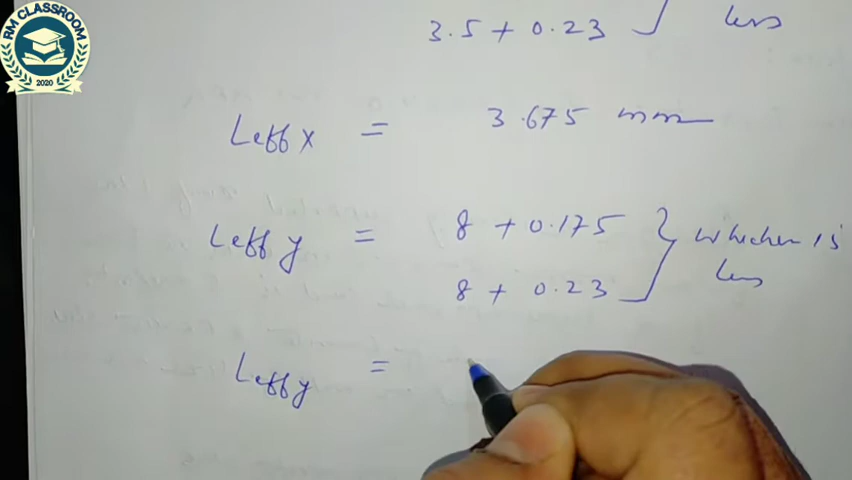 RM CLASSROOM
2020
3.5 + 0.23 ] less
Leff x = 3.675 mm
Leff y = 8 + 0.175 } whichever is
8 + 0.23 less
Leff y =